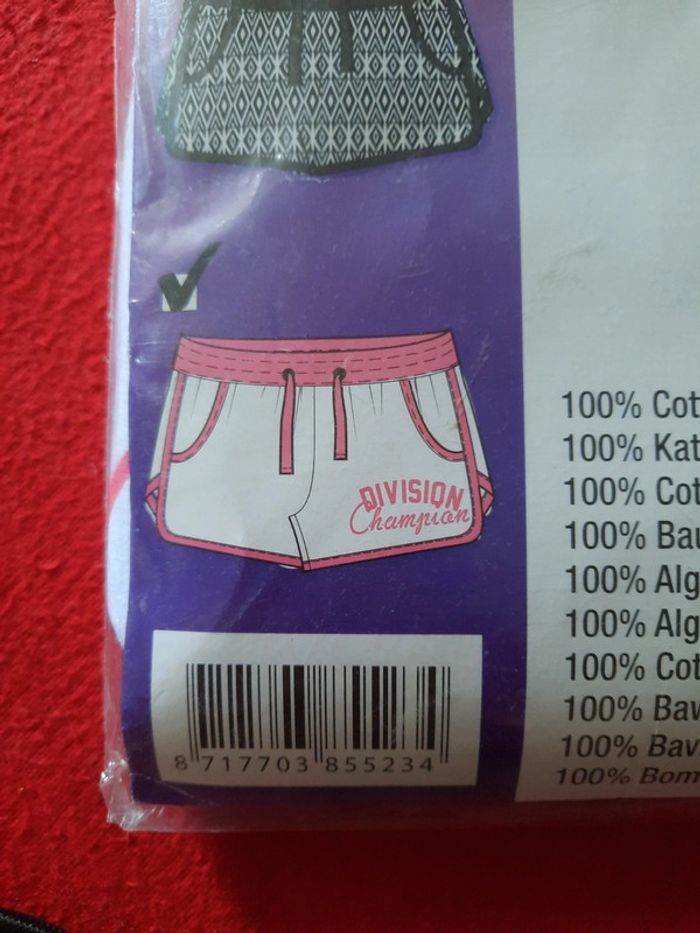 DIVISION
Champion
8 717703 855234
100% Cot
100% Kat
100% Cot
100% Bau
100% Alg
100% Alg
100% Cot
100% Baw
100% Bav
100% Bom